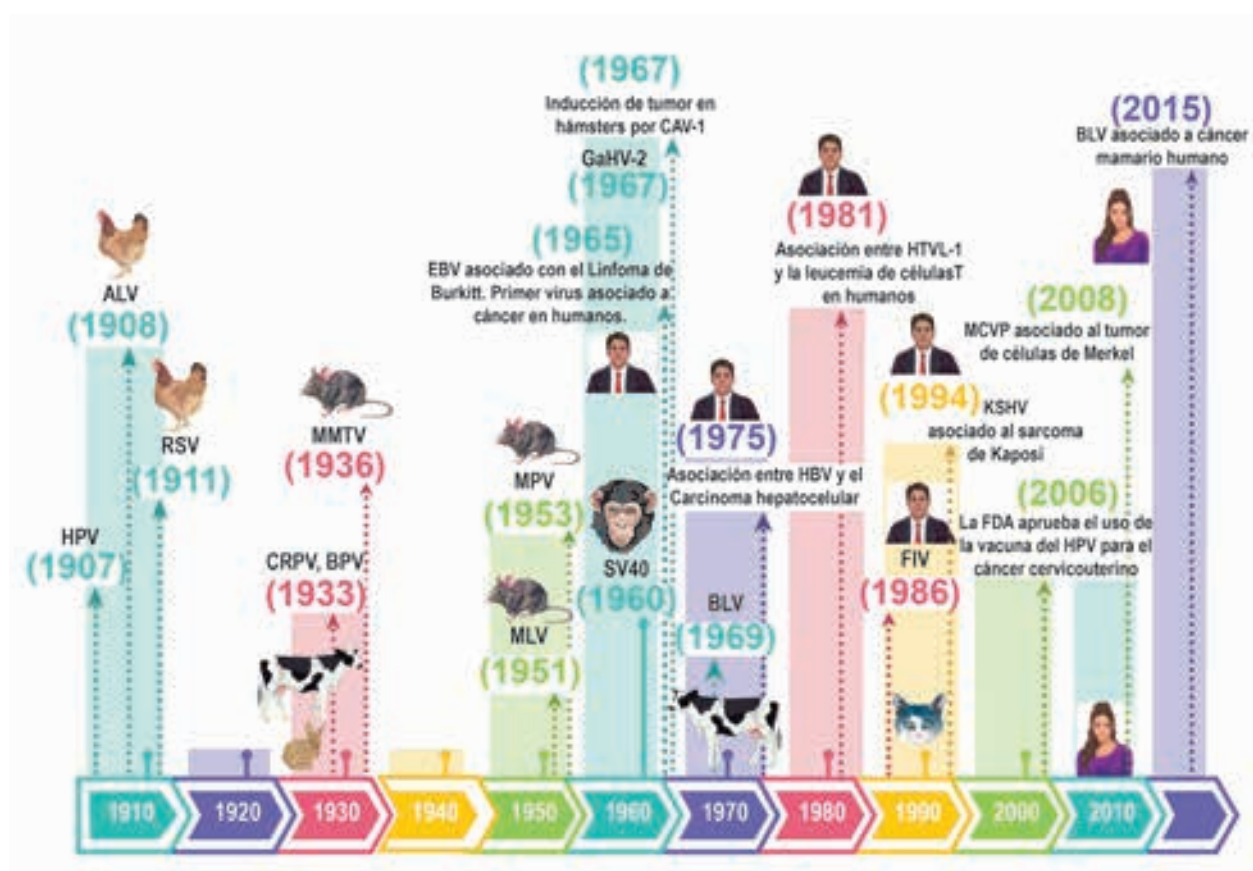 (1967)
Inducción de tumor en
hámsters por CAV-1
GaHV-2
(1967)
(1965)
EBV asociado con el Linfoma de
Burkitt. Primer virus asociado a
cáncer en humanos.
ALV
(1908)
RSV
(1911)
HPV
(1907)
MMTV
(1936)
CRPV, BPV
(1933)
MPV
(1953)
MLV
(1951)
SV40
(1960)
(1975)
Asociación entre HBV y el
Carcinoma hepatocelular
BLV
(1969)
(1981)
Asociación entre HTVL-1
y la leucemia de célulasT
en humanos
(1994) KSHV
asociado al sarcoma
de Kaposi
FIV
(1986)
(2015)
BLV asociado a cáncer
mamario humano
(2008)
MCVP asociado al tumor
de células de Merkel
(2006)
La FDA aprueba el uso de
la vacuna del HPV para el
cáncer cervicouterino
1910
1920
1930
1940
1950
1960
1970
1980
1990
2000
2010